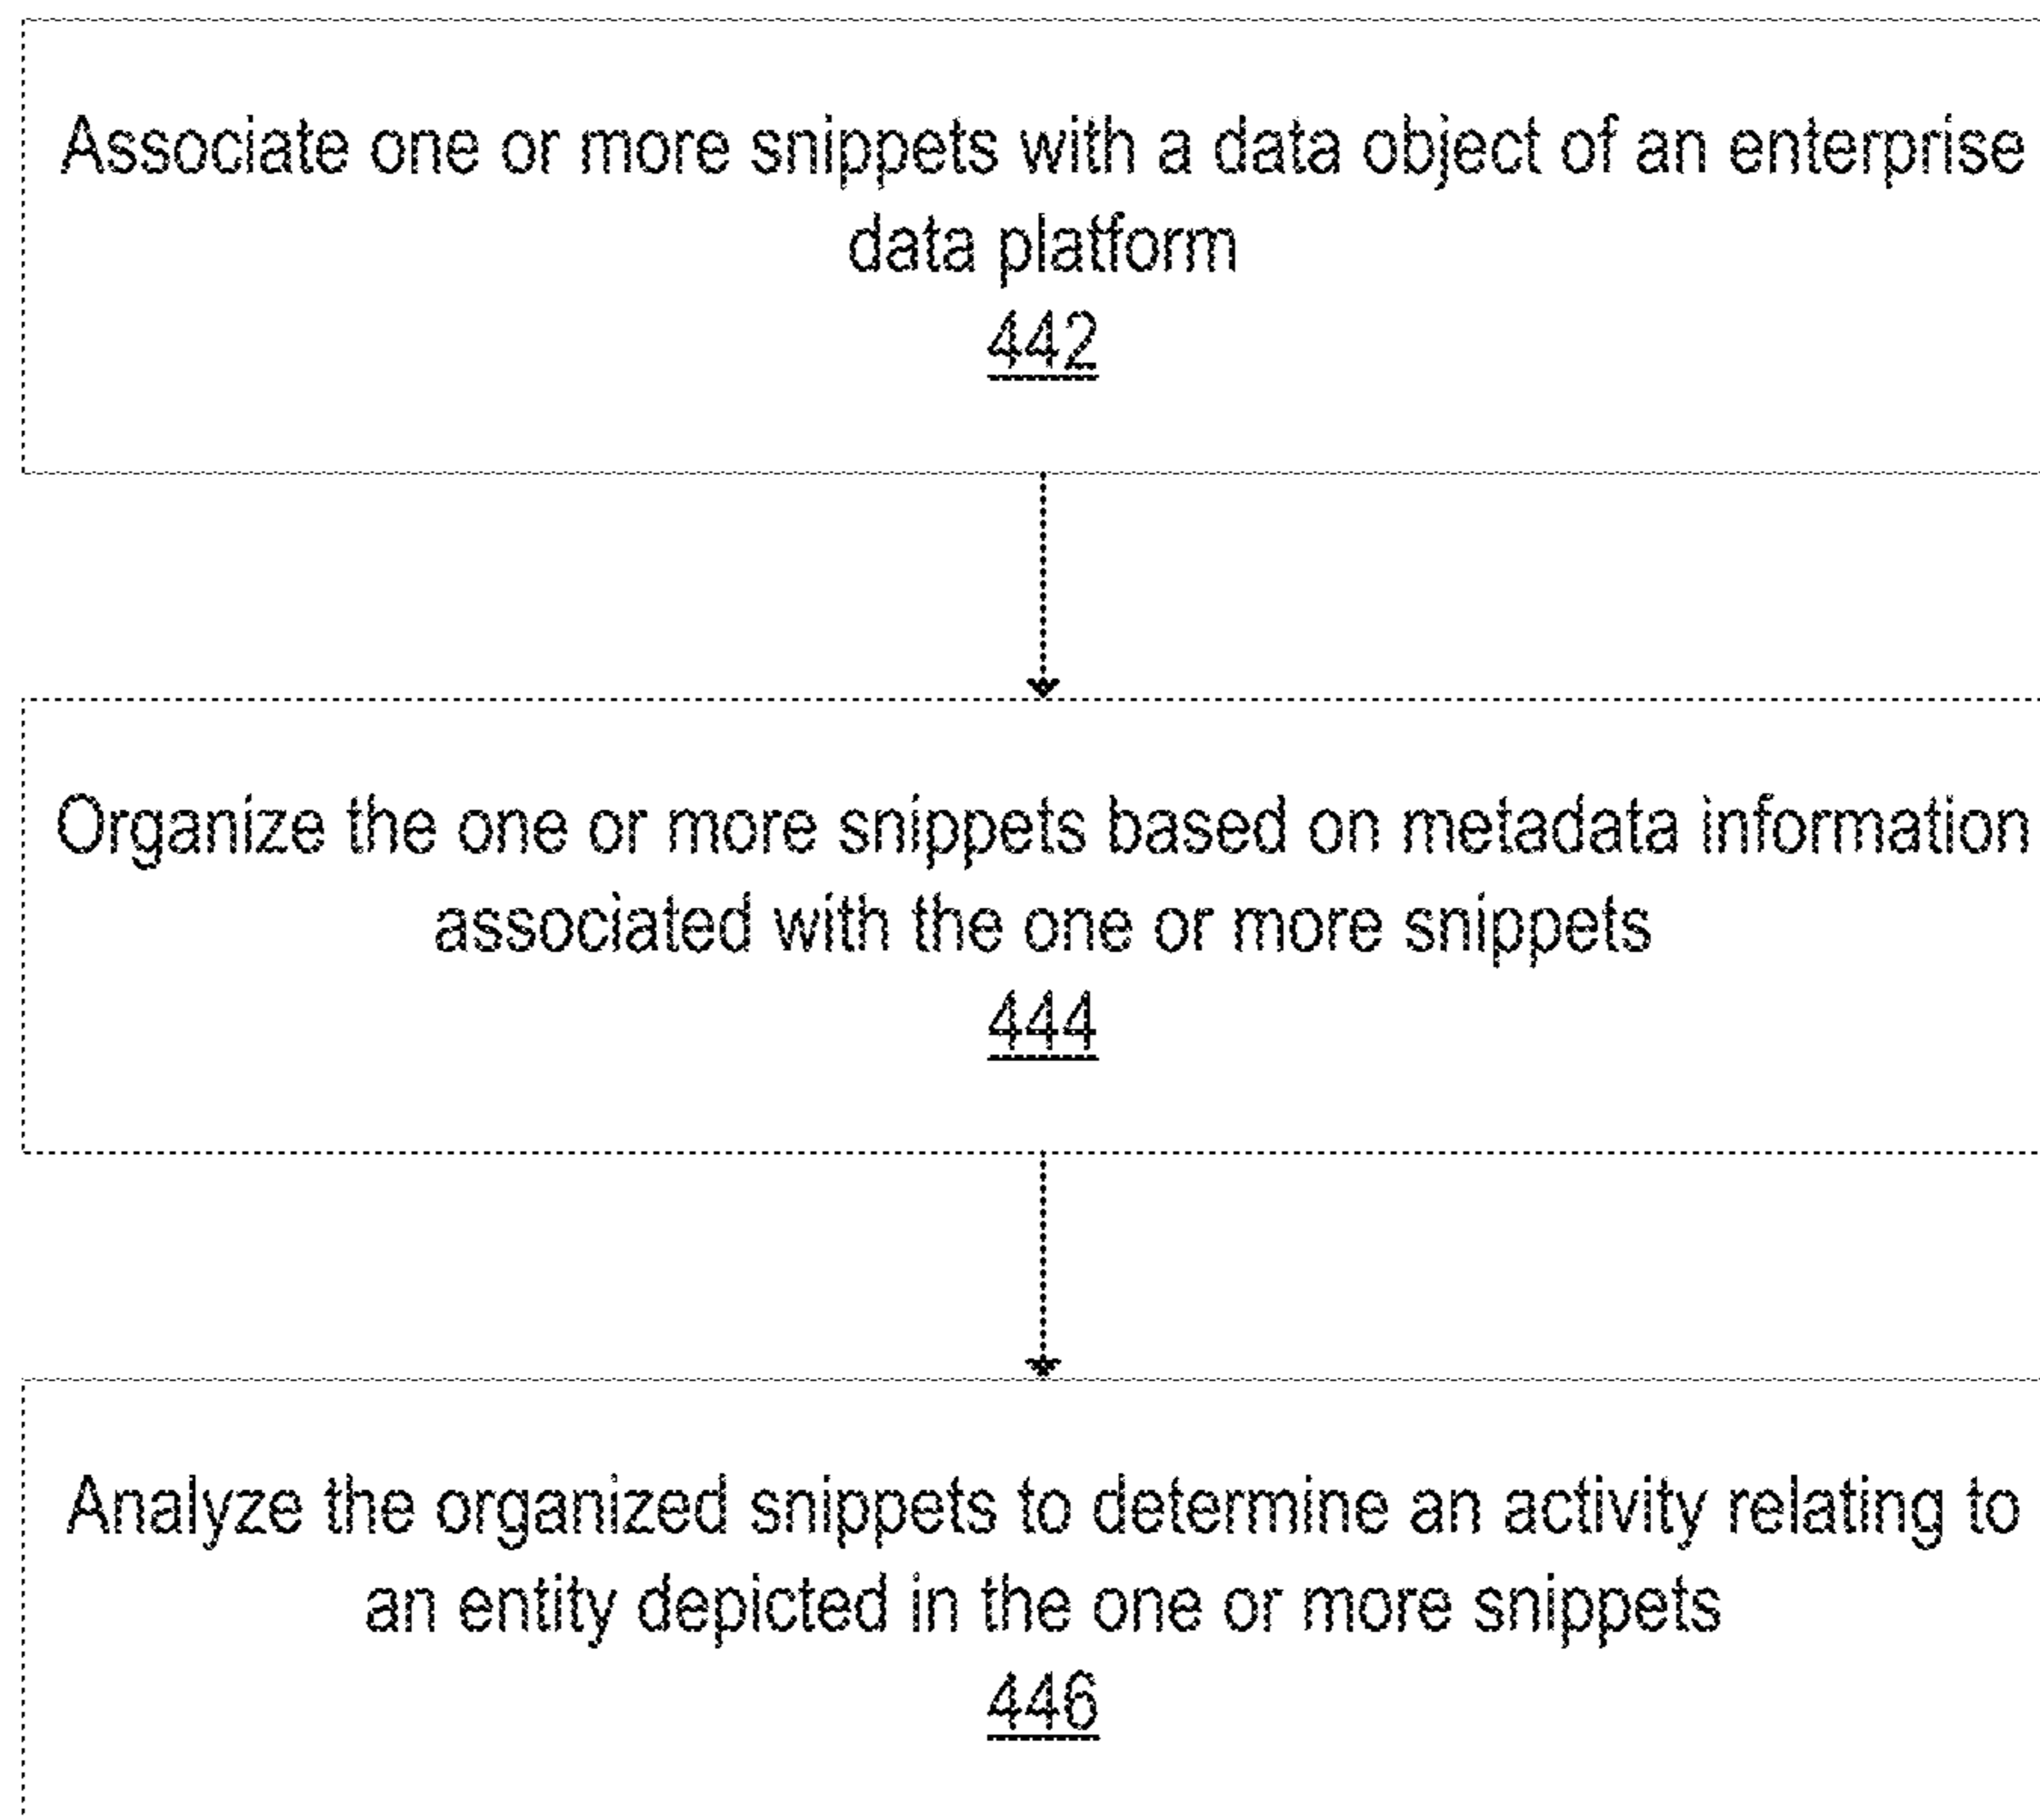 Associate one or more snippets with a data object of an enterprise
data platform
442
Organize the one or more snippets based on metadata information
associated with the one or more snippets
444
Analyze the organized snippets to determine an activity relating to
an entity depicted in the one or more snippets
446